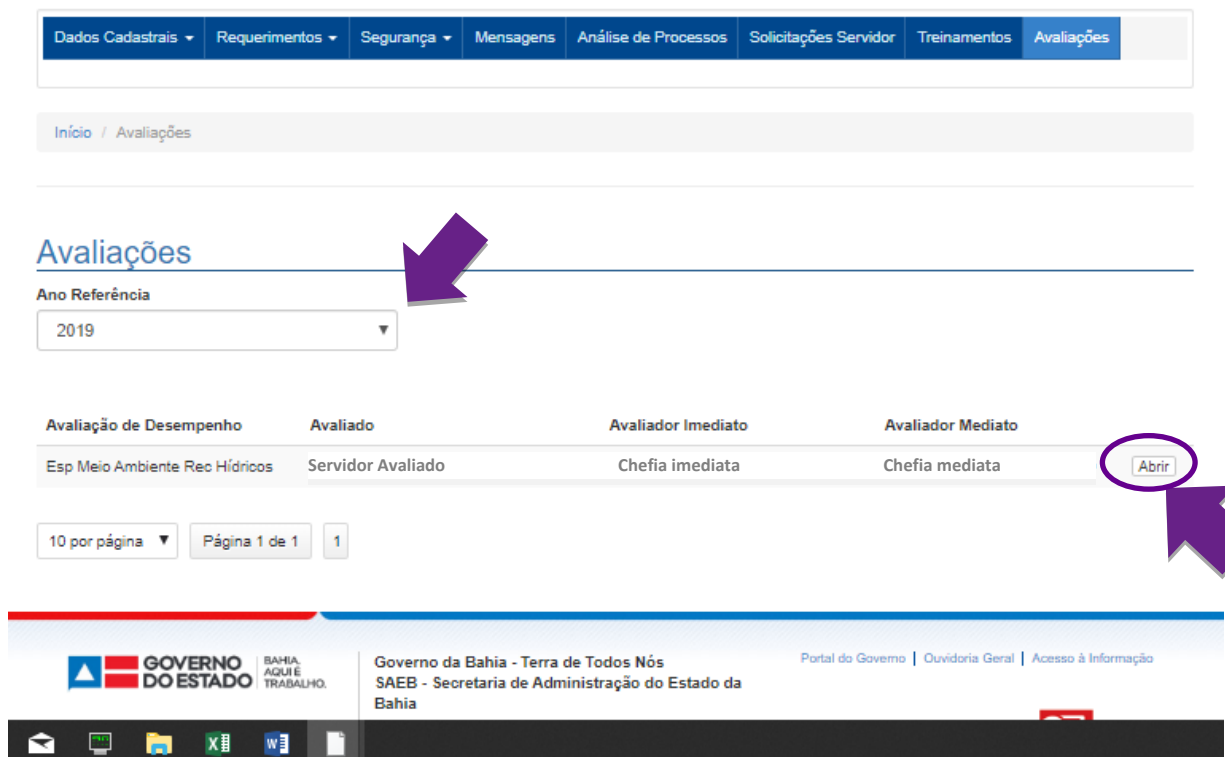 Dados Cadastrais Requerimentos Segurança Mensagens Análise de Processos Solicitações Servidor Treinamentos Avaliações
Início / Avaliações
Avaliações
Ano Referência
2019
Avaliação de Desempenho Avaliado Avaliador Imediato Avaliador Mediato
Esp Meio Ambiente Rec Hídricos Servidor Avaliado Chefia imediata Chefia mediata Abrir
10 por página Página 1 de 1 1
GOVERNO DO ESTADO
BAHIA. AQUI É TRABALHO.
Governo da Bahia - Terra de Todos Nós
SAEB - Secretaria de Administração do Estado da
Bahia
Portal do Governo | Ouvidoria Geral | Acesso à Informação